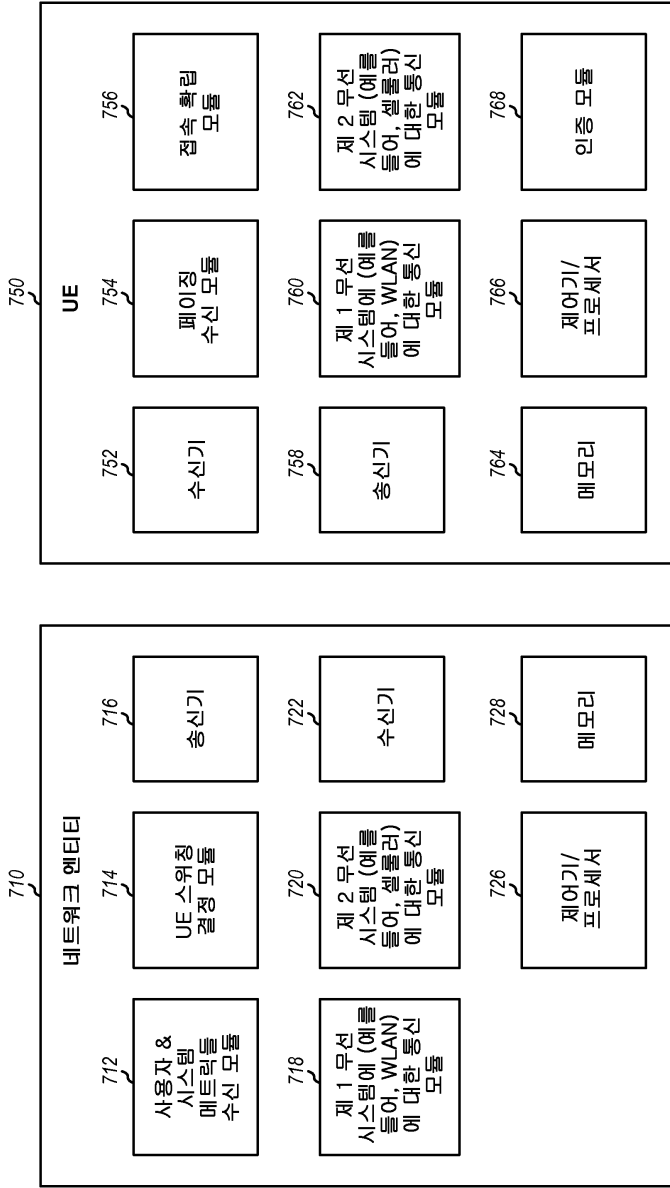 710
네트워크 엔티티
712
사용자 &
시스템
메트릭들
수신 모듈
714
UE 스위칭
결정 모듈
716
송신기
718
제 1 무선
시스템에 (예를
들어, WLAN)
에 대한 통신
모듈
720
제 2 무선
시스템 (예를
들어, 셀룰러)
에 대한 통신
모듈
722
수신기
726
제어기/
프로세서
728
메모리
750
UE
752
수신기
754
페이징
수신 모듈
756
접속 확립
모듈
758
송신기
760
제 1 무선
시스템에 (예를
들어, WLAN)
에 대한 통신
모듈
762
제 2 무선
시스템 (예를
들어, 셀룰러)
에 대한 통신
모듈
764
메모리
766
제어기/
프로세서
768
인증 모듈